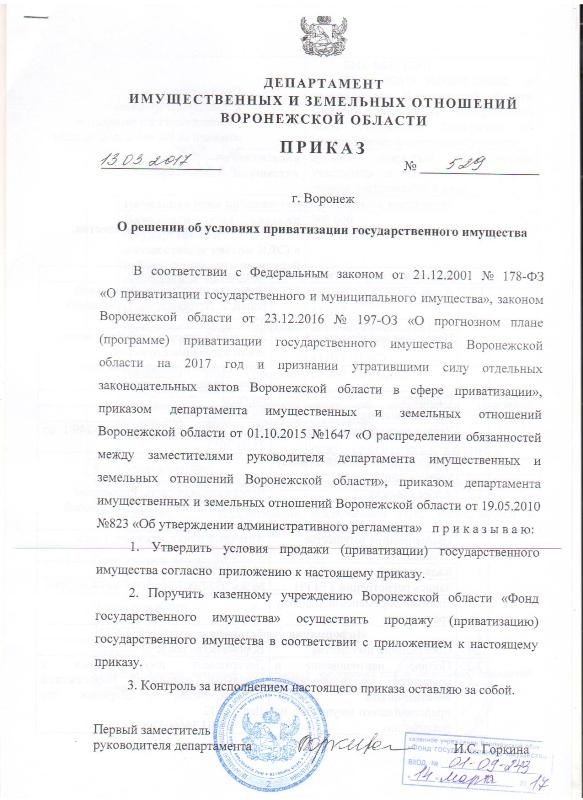 ДЕПАРТАМЕНТ
ИМУЩЕСТВЕННЫХ И ЗЕМЕЛЬНЫХ ОТНОШЕНИЙ
ВОРОНЕЖСКОЙ ОБЛАСТИ
ПРИКАЗ
13.03.2017 № 529
г. Воронеж
О решении об условиях приватизации государственного имущества
В соответствии с Федеральным законом от 21.12.2001 № 178-ФЗ
«О приватизации государственного и муниципального имущества», законом
Воронежской области от 23.12.2016 № 197-ОЗ «О прогнозном плане
(программе) приватизации государственного имущества Воронежской
области на 2017 год и признании утратившими силу отдельных
законодательных актов Воронежской области в сфере приватизации»,
приказом департамента имущественных и земельных отношений
Воронежской области от 01.10.2015 №1647 «О распределении обязанностей
между заместителями руководителя департамента имущественных и
земельных отношений Воронежской области», приказом департамента
имущественных и земельных отношений Воронежской области от 19.05.2010
№823 «Об утверждении административного регламента» п р и к а з ы в а ю:
1. Утвердить условия продажи (приватизации) государственного
имущества согласно приложению к настоящему приказу.
2. Поручить казенному учреждению Воронежской области «Фонд
государственного имущества» осуществить продажу (приватизацию)
государственного имущества в соответствии с приложением к настоящему
приказу.
3. Контроль за исполнением настоящего приказа оставляю за собой.
Первый заместитель
руководителя департамента И.С. Горкина
казенное учреждение
Фонд
ВХОД. № 01-09-243
14 марта 2017